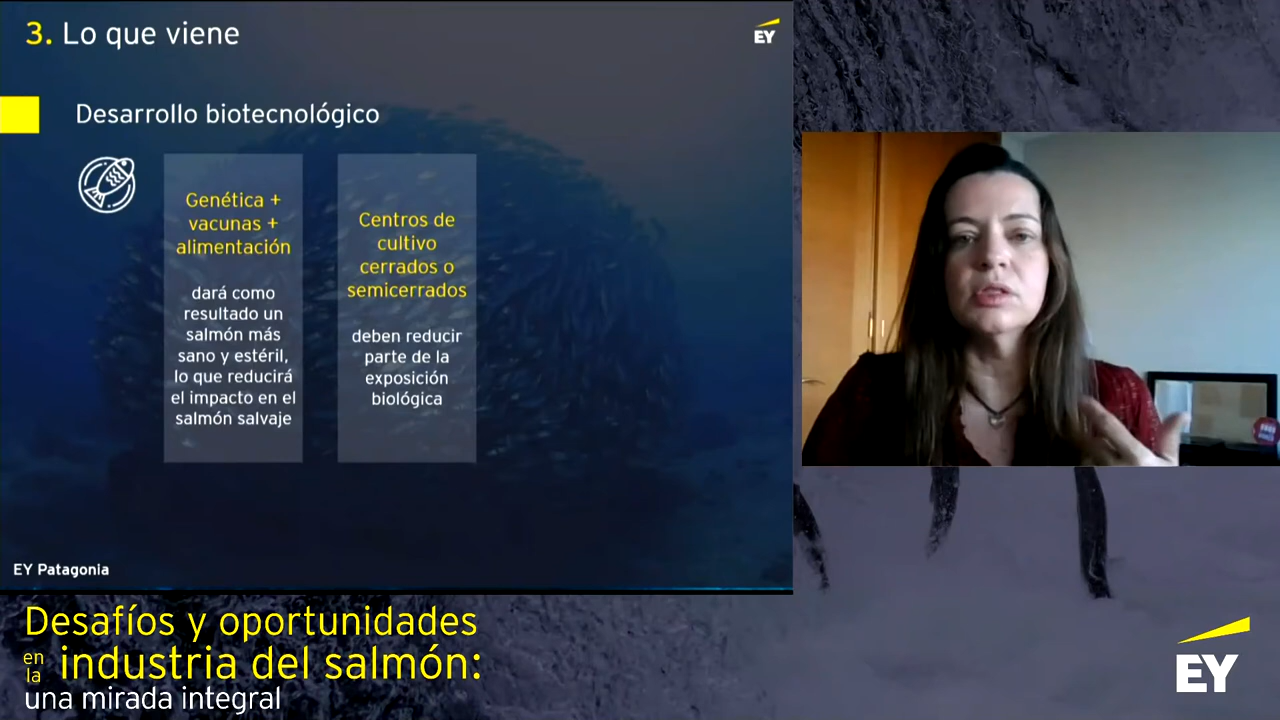 3. Lo que viene
EY
Desarrollo biotecnológico
Genética +
vacunas +
alimentación
dará como
resultado un
salmón más
sano y estéril,
lo que reducirá
el impacto en el
salmón salvaje
Centros de
cultivo
cerrados o
semicerrados
deben reducir
parte de la
exposición
biológica
EY Patagonia
Desafíos y oportunidades
en la industria del salmón:
una mirada integral
EY